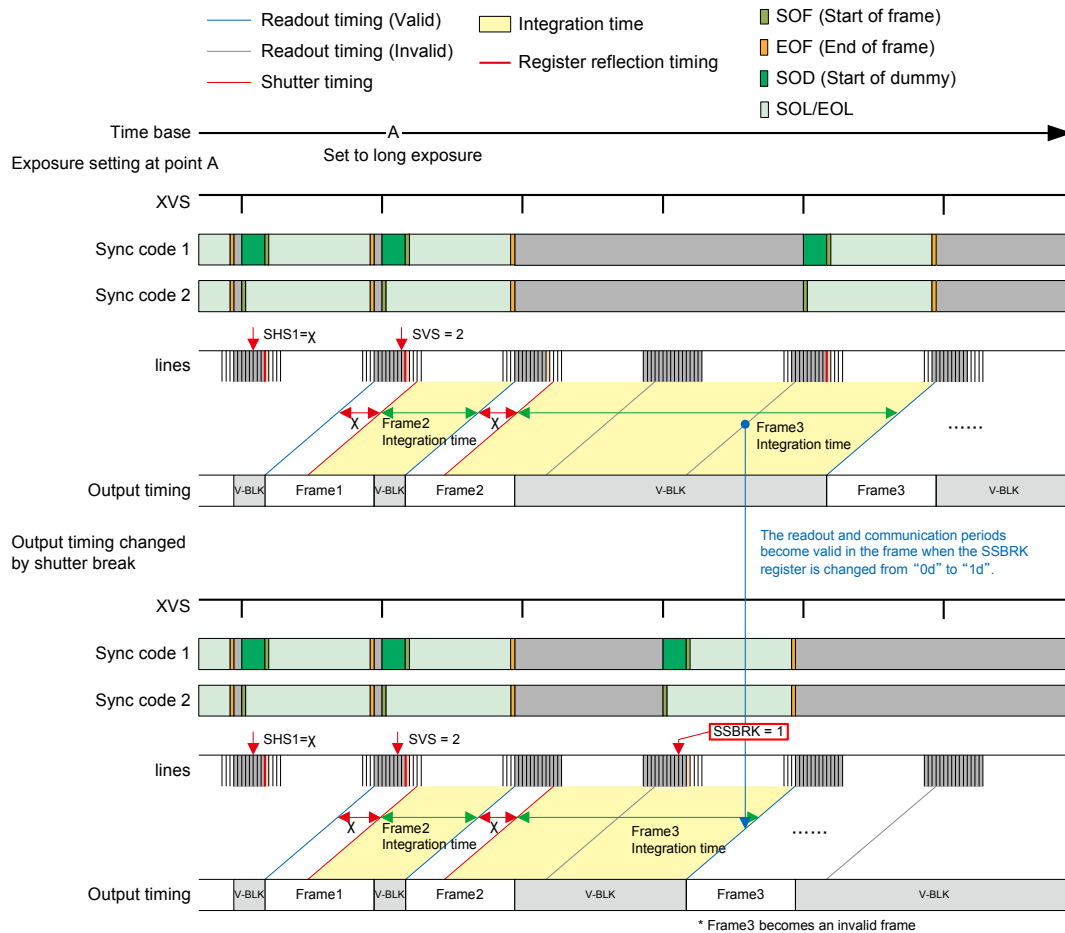 Readout timing (Valid)
Readout timing (Invalid)
Shutter timing
Integration time
Register reflection timing
SOF (Start of frame)
EOF (End of frame)
SOD (Start of dummy)
SOL/EOL
Time base
A
Exposure setting at point A
Set to long exposure
XVS
Sync code 1
Sync code 2
SHS1=χ
SVS = 2
lines
χ
Frame2
Integration time
χ
Frame3
Integration time
......
Output timing
V-BLK
Frame1
V-BLK
Frame2
V-BLK
Frame3
V-BLK
Output timing changed
by shutter break
The readout and communication periods
become valid in the frame when the SSBRK
register is changed from “0d” to “1d”.
XVS
Sync code 1
Sync code 2
SHS1=χ
SVS = 2
SSBRK = 1
lines
χ
Frame2
Integration time
χ
Frame3
Integration time
......
Output timing
V-BLK
Frame1
V-BLK
Frame2
V-BLK
Frame3
V-BLK
* Frame3 becomes an invalid frame